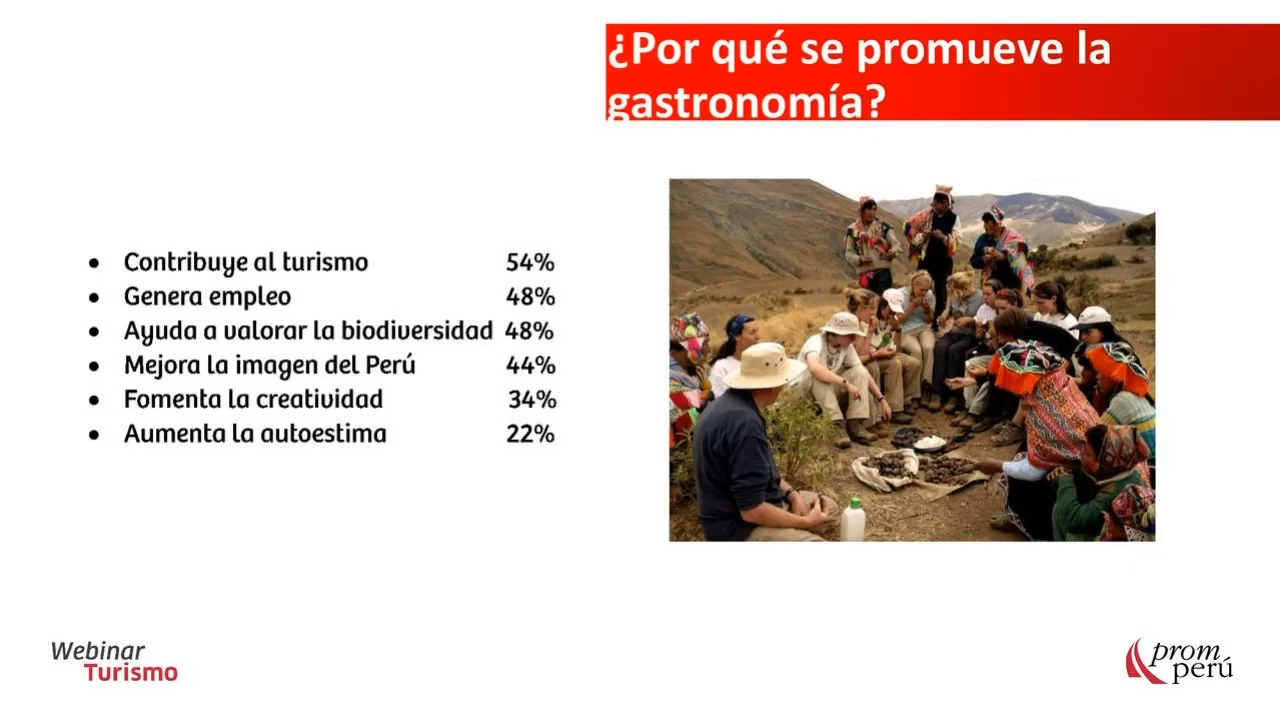 ¿Por qué se promueve la
gastronomía?
• Contribuye al turismo 54%
• Genera empleo 48%
• Ayuda a valorar la biodiversidad 48%
• Mejora la imagen del Perú 44%
• Fomenta la creatividad 34%
• Aumenta la autoestima 22%
Webinar
Turismo
prom
perú